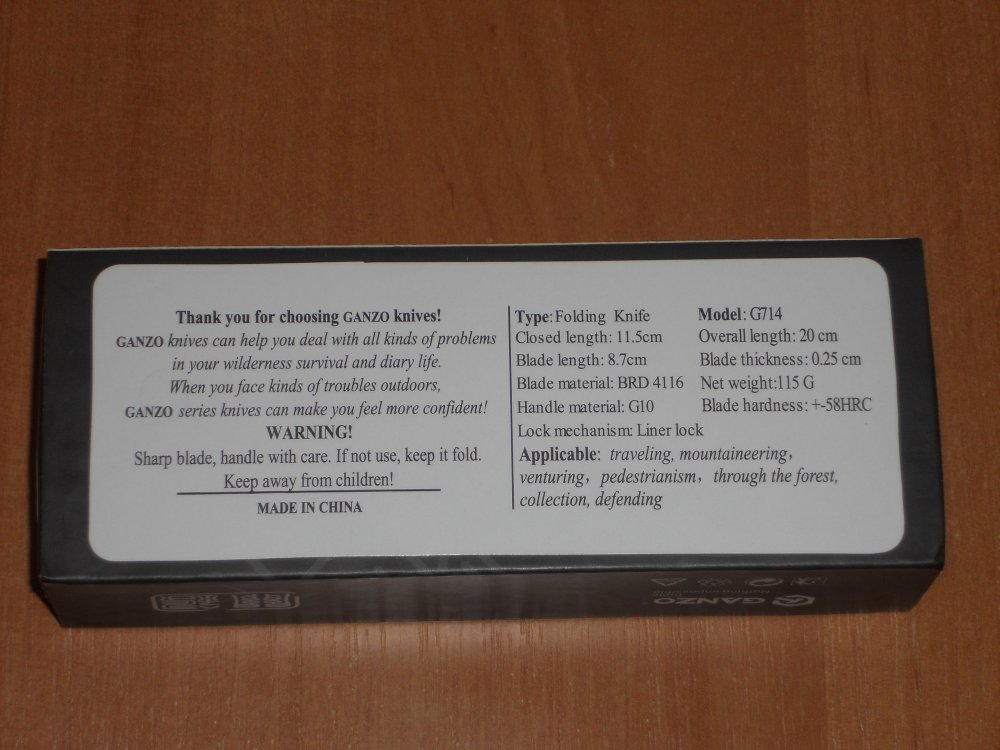 Thank you for choosing GANZO knives!
GANZO knives can help you deal with all kinds of problems
in your wilderness survival and diary life.
When you face kinds of troubles outdoors,
GANZO series knives can make you feel more confident!
WARNING!
Sharp blade, handle with care. If not use, keep it fold.
Keep away from children!
MADE IN CHINA
Type: Folding Knife
Model: G714
Closed length: 11.5cm
Overall length: 20 cm
Blade length: 8.7cm
Blade thickness: 0.25 cm
Blade material: BRD 4116
Net weight:115 G
Handle material: G10
Blade hardness: +-58HRC
Lock mechanism: Liner lock
Applicable: traveling, mountaineering,
venturing, pedestrianism, through the forest,
collection, defending
GANZO